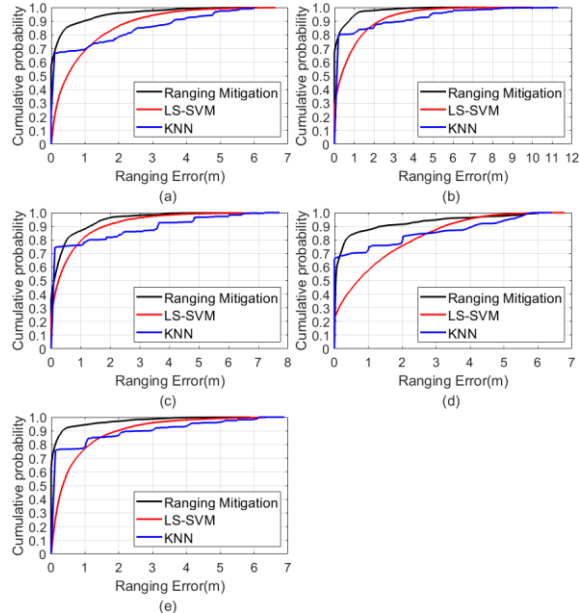 Cumulative probability
1.0
0.9
0.8
0.7
0.6
0.5
0.4
0.3
0.2
0.1
0
Ranging Mitigation
LS-SVM
KNN
0 1 2 3 4 5 6 7
Ranging Error(m)
(a)
Cumulative probability
1.0
0.9
0.8
0.7
0.6
0.5
0.4
0.3
0.2
0.1
0
Ranging Mitigation
LS-SVM
KNN
0 1 2 3 4 5 6 7 8 9 10 11 12
Ranging Error(m)
(b)
Cumulative probability
1.0
0.9
0.8
0.7
0.6
0.5
0.4
0.3
0.2
0.1
0
Ranging Mitigation
LS-SVM
KNN
0 1 2 3 4 5 6 7 8
Ranging Error(m)
(c)
Cumulative probability
1.0
0.9
0.8
0.7
0.6
0.5
0.4
0.3
0.2
0.1
0
Ranging Mitigation
LS-SVM
KNN
0 1 2 3 4 5 6 7
Ranging Error(m)
(d)
Cumulative probability
1.0
0.9
0.8
0.7
0.6
0.5
0.4
0.3
0.2
0.1
0
Ranging Mitigation
LS-SVM
KNN
0 1 2 3 4 5 6 7
Ranging Error(m)
(e)